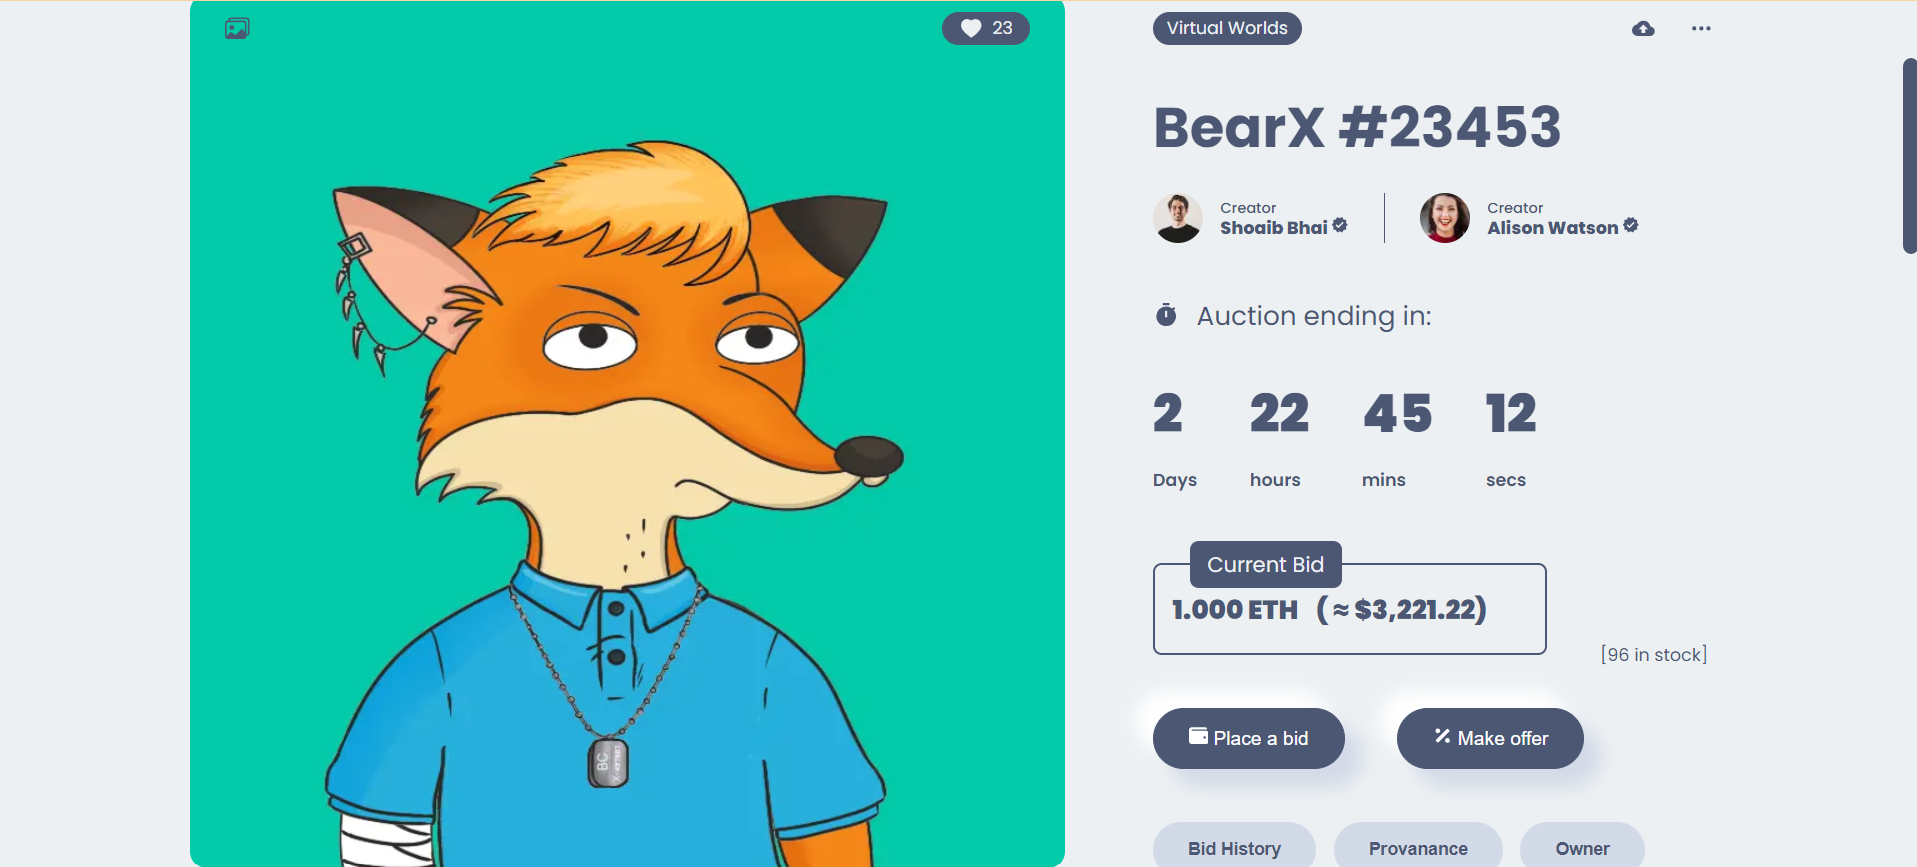 23
Virtual Worlds
BearX #23453
Creator
Shoaib Bhai
Creator
Alison Watson
Auction ending in:
2 22 45 12
Days hours mins secs
Current Bid
1.000 ETH (≈ $3,221.22)
[96 in stock]
Place a bid
Make offer
Bid History
Provanance
Owner
BC